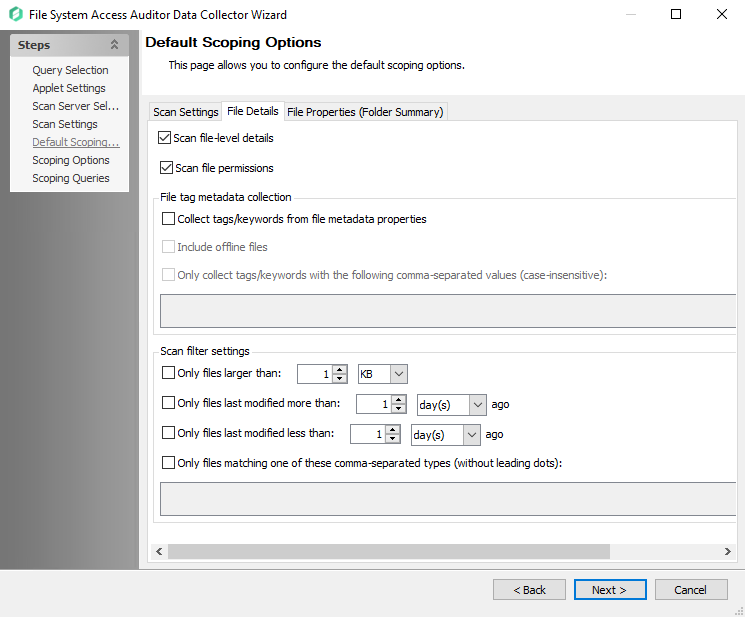 File System Access Auditor Data Collector Wizard
Steps
Query Selection
Applet Settings
Scan Server Sel...
Scan Settings
Default Scoping...
Scoping Options
Scoping Queries
Default Scoping Options
This page allows you to configure the default scoping options.
Scan Settings File Details File Properties (Folder Summary)
Scan file-level details
Scan file permissions
File tag metadata collection
Collect tags/keywords from file metadata properties
Include offline files
Only collect tags/keywords with the following comma-separated values (case-insensitive):
Scan filter settings
Only files larger than: 1 KB
Only files last modified more than: 1 day(s) ago
Only files last modified less than: 1 day(s) ago
Only files matching one of these comma-separated types (without leading dots):
< Back Next > Cancel